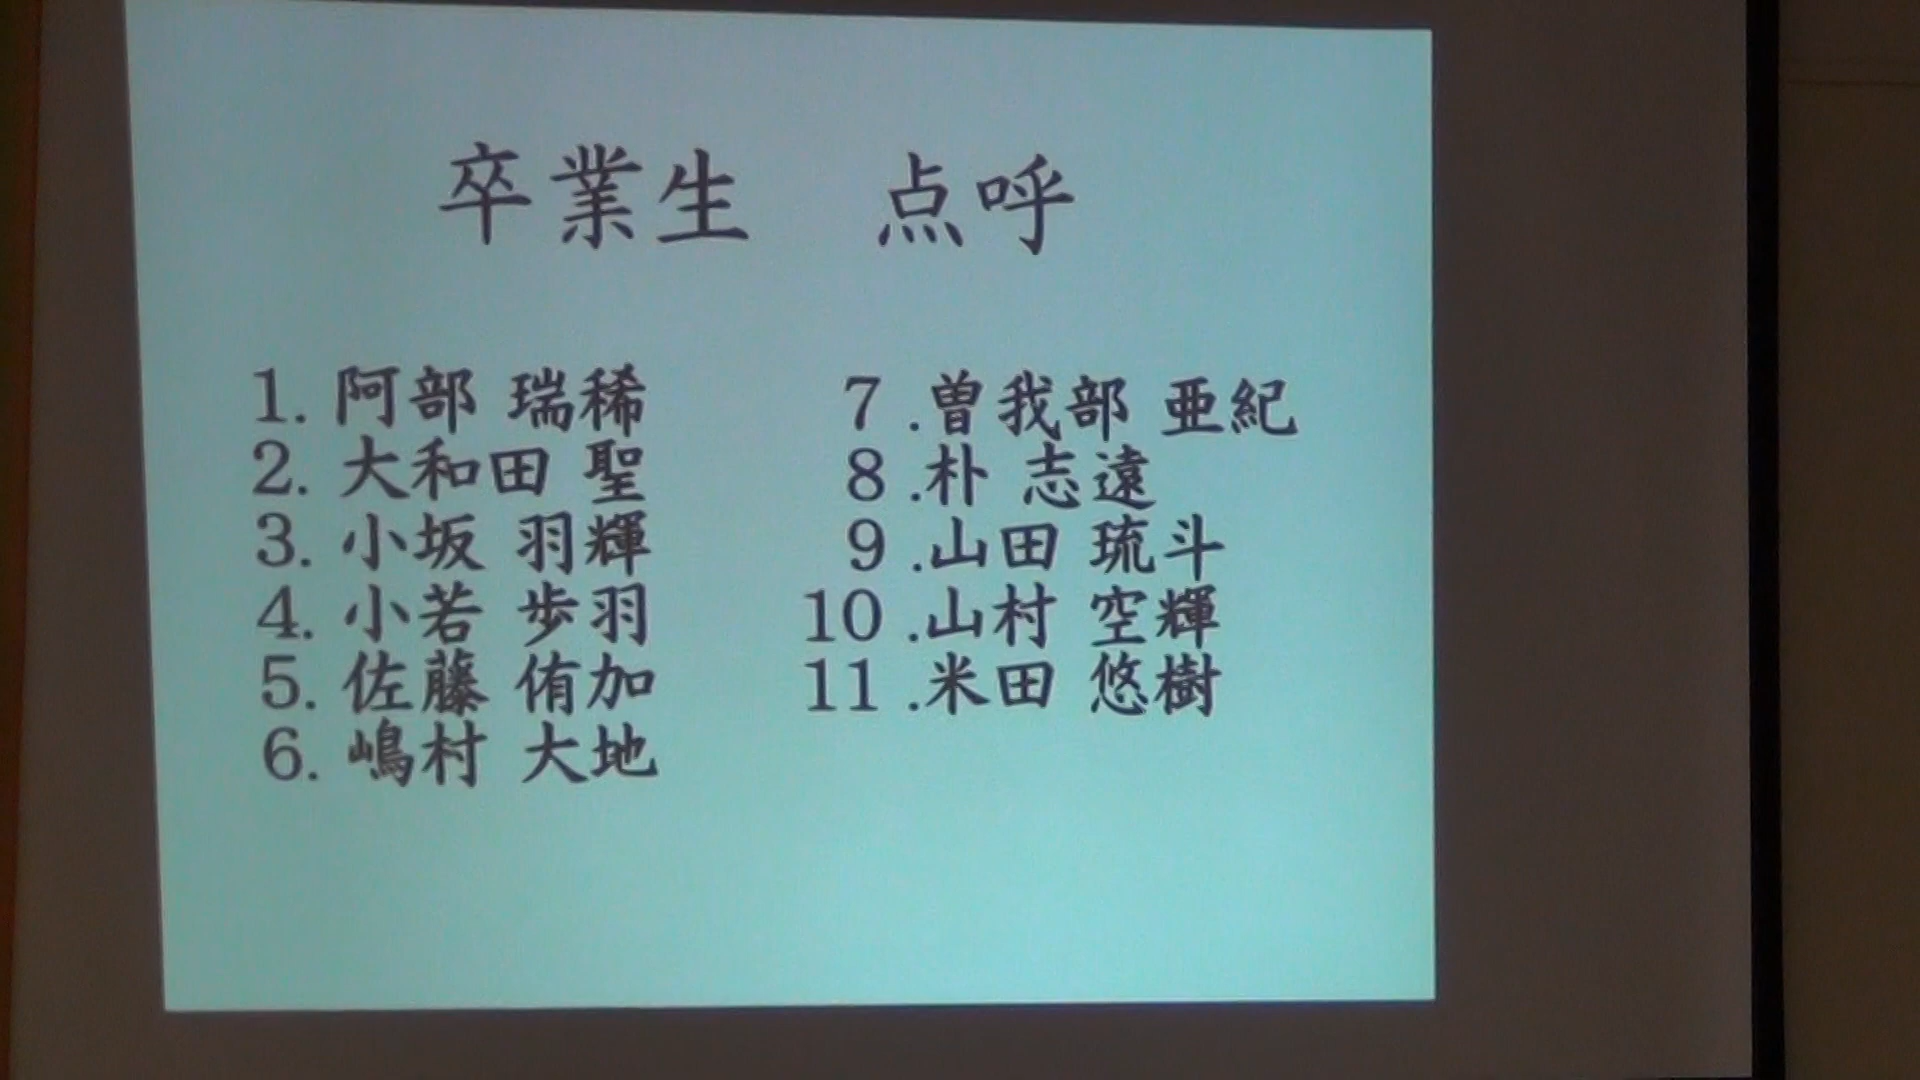 卒業生　点呼
1. 阿部 瑞稀
2. 大和田 聖
3. 小坂 羽輝
4. 小若 歩羽
5. 佐藤 侑加
6. 嶋村 大地
7 .曽我部 亜紀
8 .朴 志遠
9 .山田 琉斗
10 .山村 空輝
11 .米田 悠樹